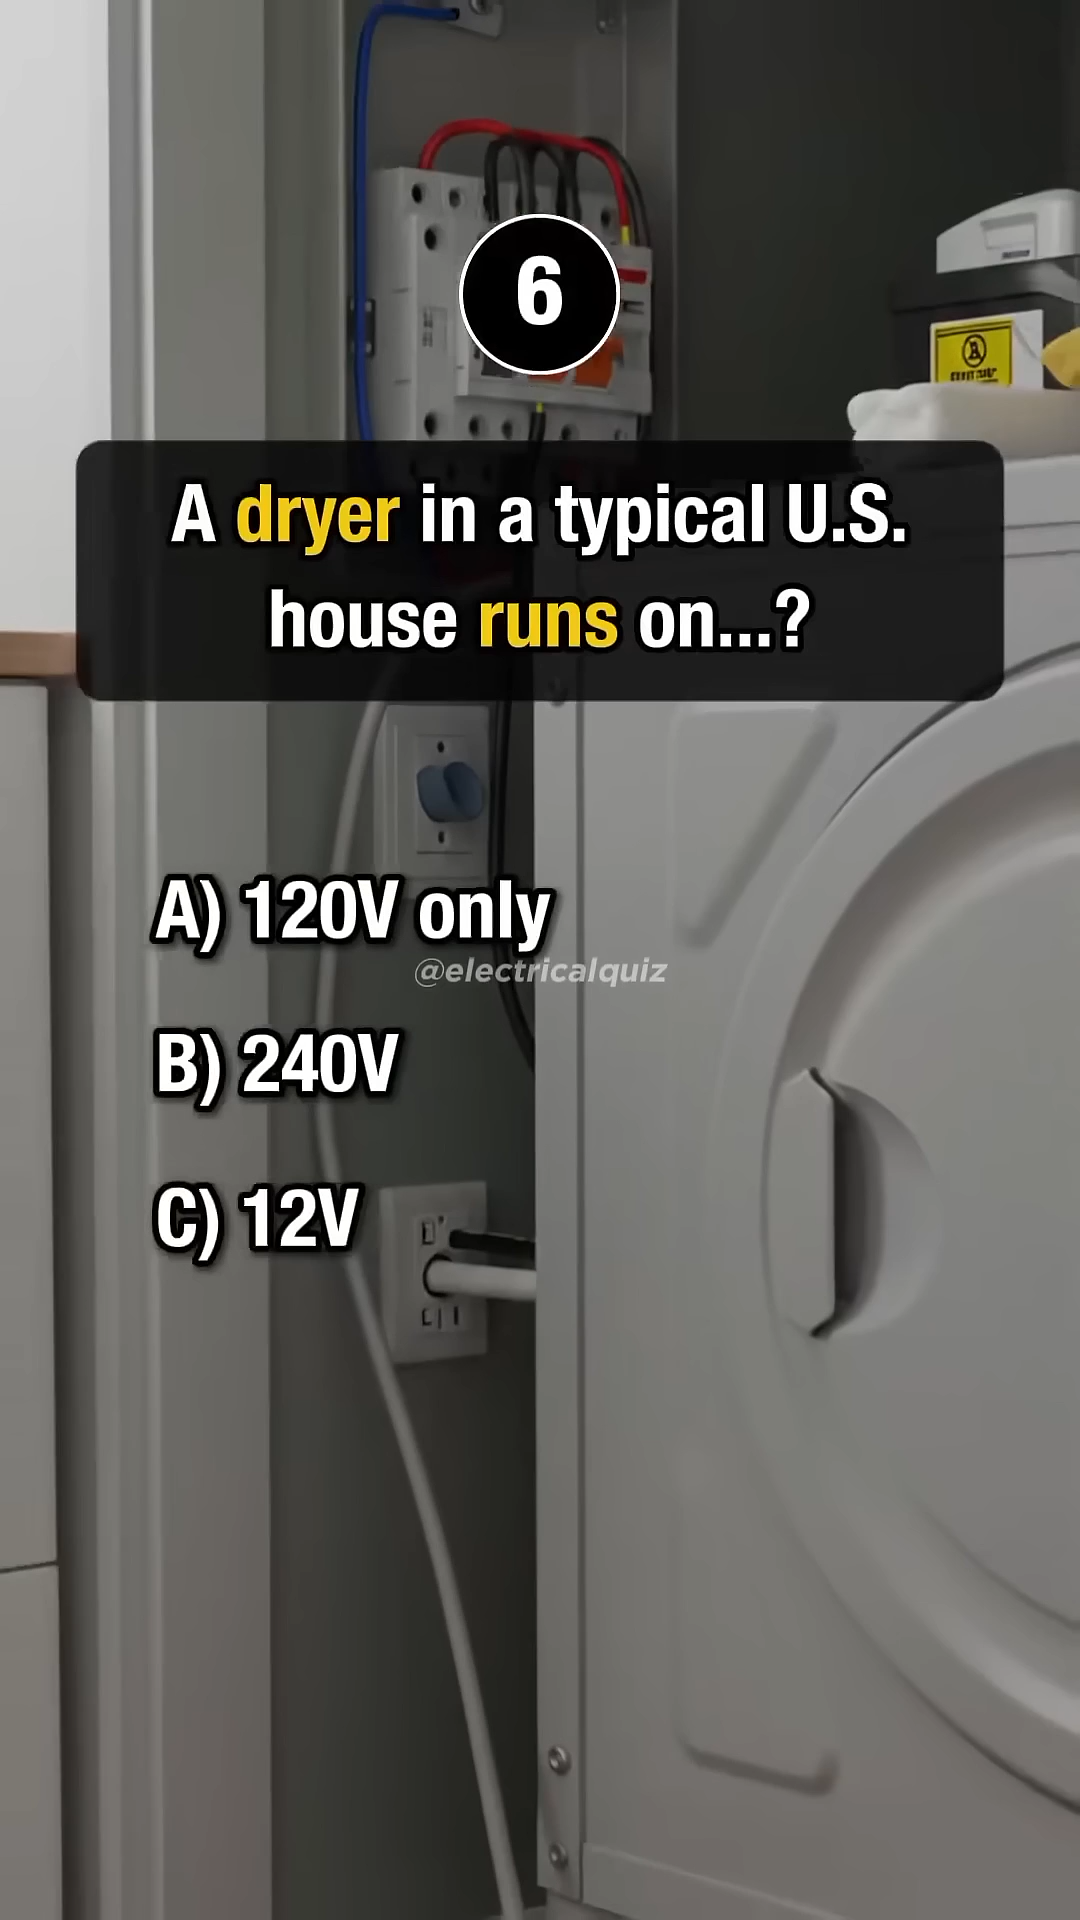 6
A dryer in a typical U.S.
house runs on...?
A) 120V only
@electricalquiz
B) 240V
C) 12V